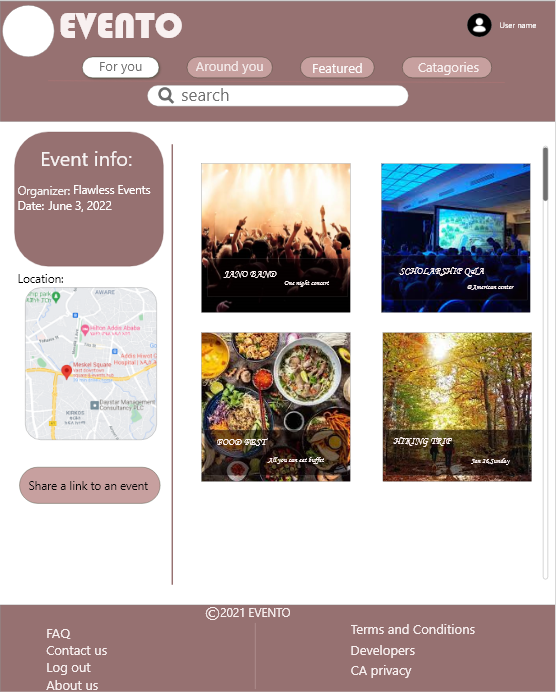 EVENTO
User name
For you
Around you
Featured
Catagories
search
Event info:
Organizer: Flawless Events
Date: June 3, 2022
Location:
AWARE
Hilton Addis Ababa
Addis Hiwot G
Hospital
Meskel Square
KIRKOS
Danstar Management
Consultancy PLC
Share a link to an event
JANO BAND
One night concert
SCHOLARSHIP Q&A
@American center
FOOD FEST
All you can eat buffet
HIKING TRIP
Jan 26,Sunday
©2021 EVENTO
FAQ
Contact us
Log out
About us
Terms and Conditions
Developers
CA privacy